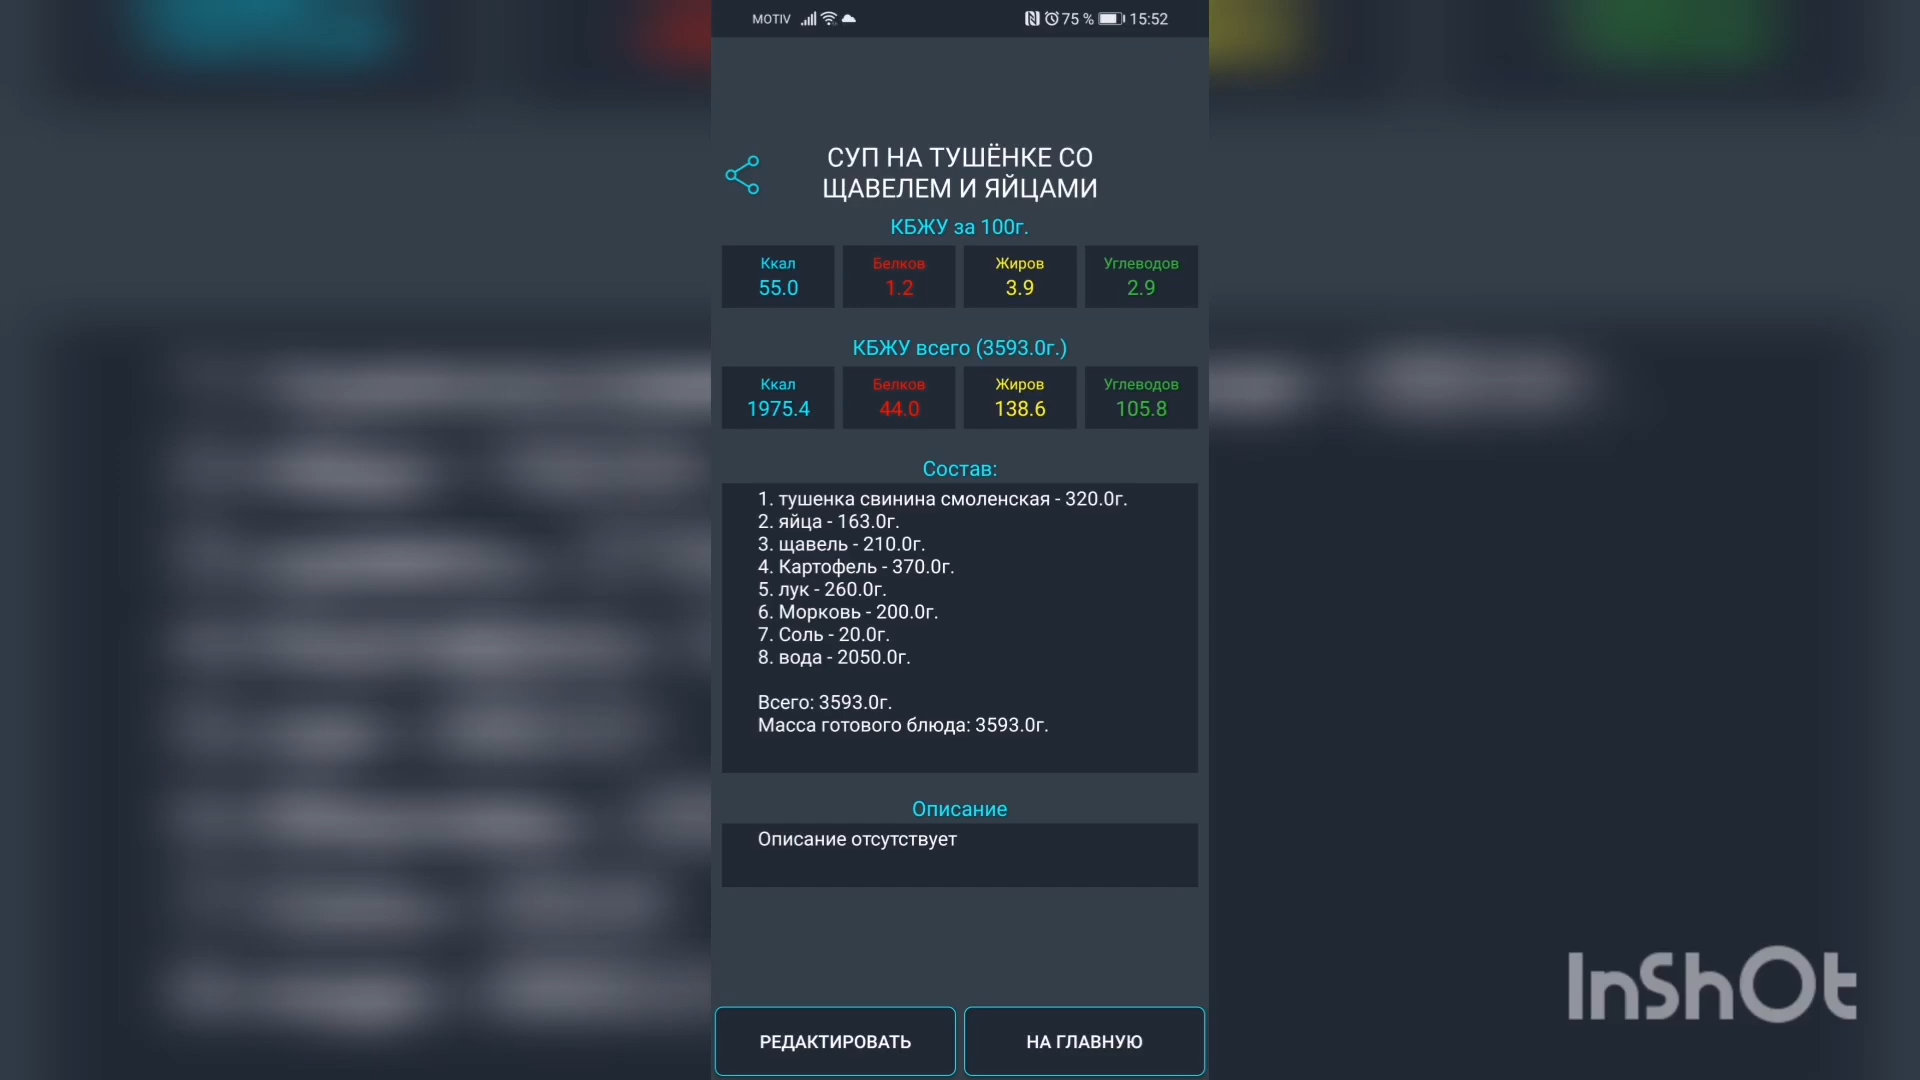 MOTIV 75 % 15:52
СУП НА ТУШЁНКЕ СО
ЩАВЕЛЕМ И ЯЙЦАМИ
КБЖУ за 100г.
Ккал Белков Жиров Углеводов
55.0 1.2 3.9 2.9
КБЖУ всего (3593.0г.)
Ккал Белков Жиров Углеводов
1975.4 44.0 138.6 105.8
Состав:
1. тушенка свинина смоленская - 320.0г.
2. яйца - 163.0г.
3. щавель - 210.0г.
4. Картофель - 370.0г.
5. лук - 260.0г.
6. Морковь - 200.0г.
7. Соль - 20.0г.
8. вода - 2050.0г.
Всего: 3593.0г.
Масса готового блюда: 3593.0г.
Описание
Описание отсутствует
РЕДАКТИРОВАТЬ НА ГЛАВНУЮ
InShOt